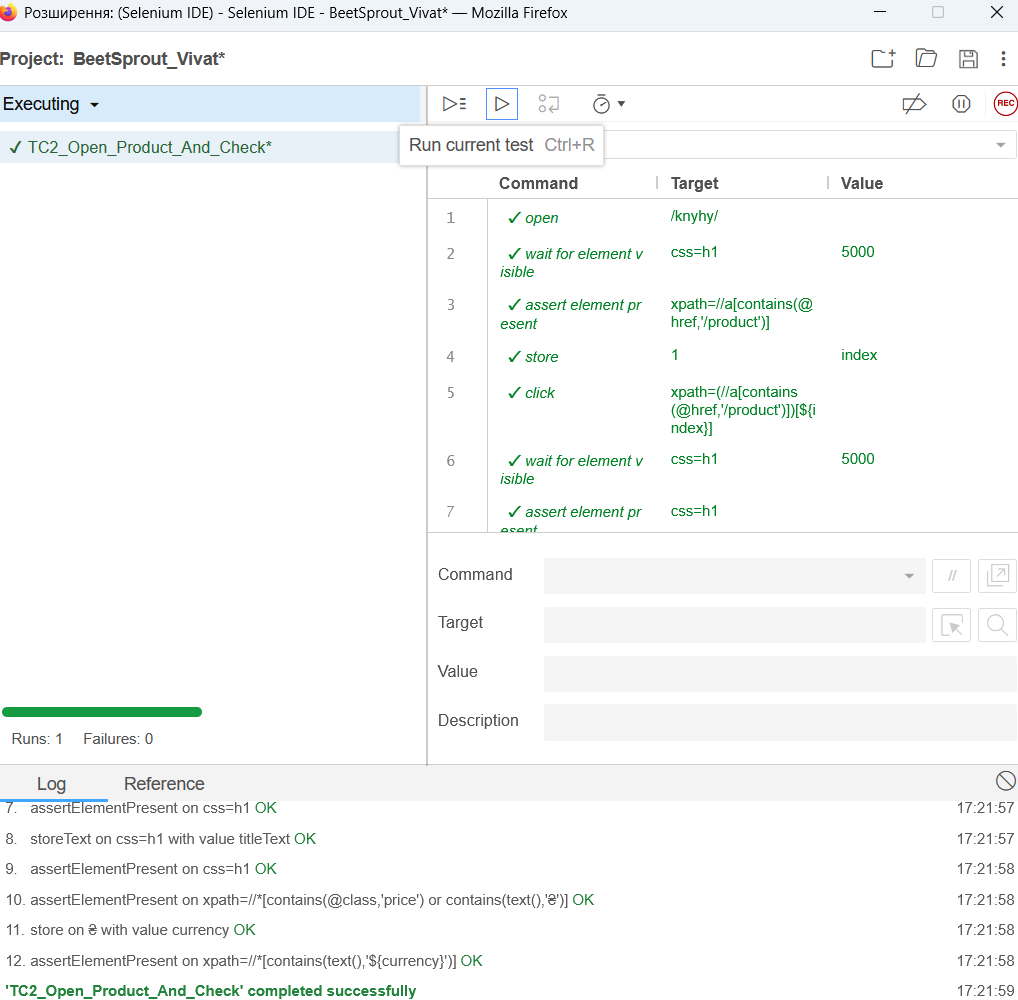 Розширення: (Selenium IDE) - Selenium IDE - BeetSprout_Vivat* — Mozilla Firefox
Project: BeetSprout_Vivat*
Executing
REC
✓ TC2_Open_Product_And_Check*
Run current test Ctrl+R
Command Target Value
1 ✓ open /knyhy/
2 ✓ wait for element v css=h1 5000
isible
3 ✓ assert element pr xpath=//a[contains(@
esent href,'/product')]
4 ✓ store 1 index
5 ✓ click xpath=(//a[contains
(@href,'/product')])[${i
ndex}]
6 ✓ wait for element v css=h1 5000
isible
7 ✓ assert element pr css=h1
esent
Command //
Target
Value
Description
Runs: 1 Failures: 0
Log Reference
7. assertElementPresent on css=h1 OK 17:21:57
8. storeText on css=h1 with value titleText OK 17:21:57
9. assertElementPresent on css=h1 OK 17:21:58
10. assertElementPresent on xpath=//*[contains(@class,'price') or contains(text(),'₴')] OK 17:21:58
11. store on ₴ with value currency OK 17:21:58
12. assertElementPresent on xpath=//*[contains(text(),'${currency}')] OK 17:21:58
'TC2_Open_Product_And_Check' completed successfully 17:21:59